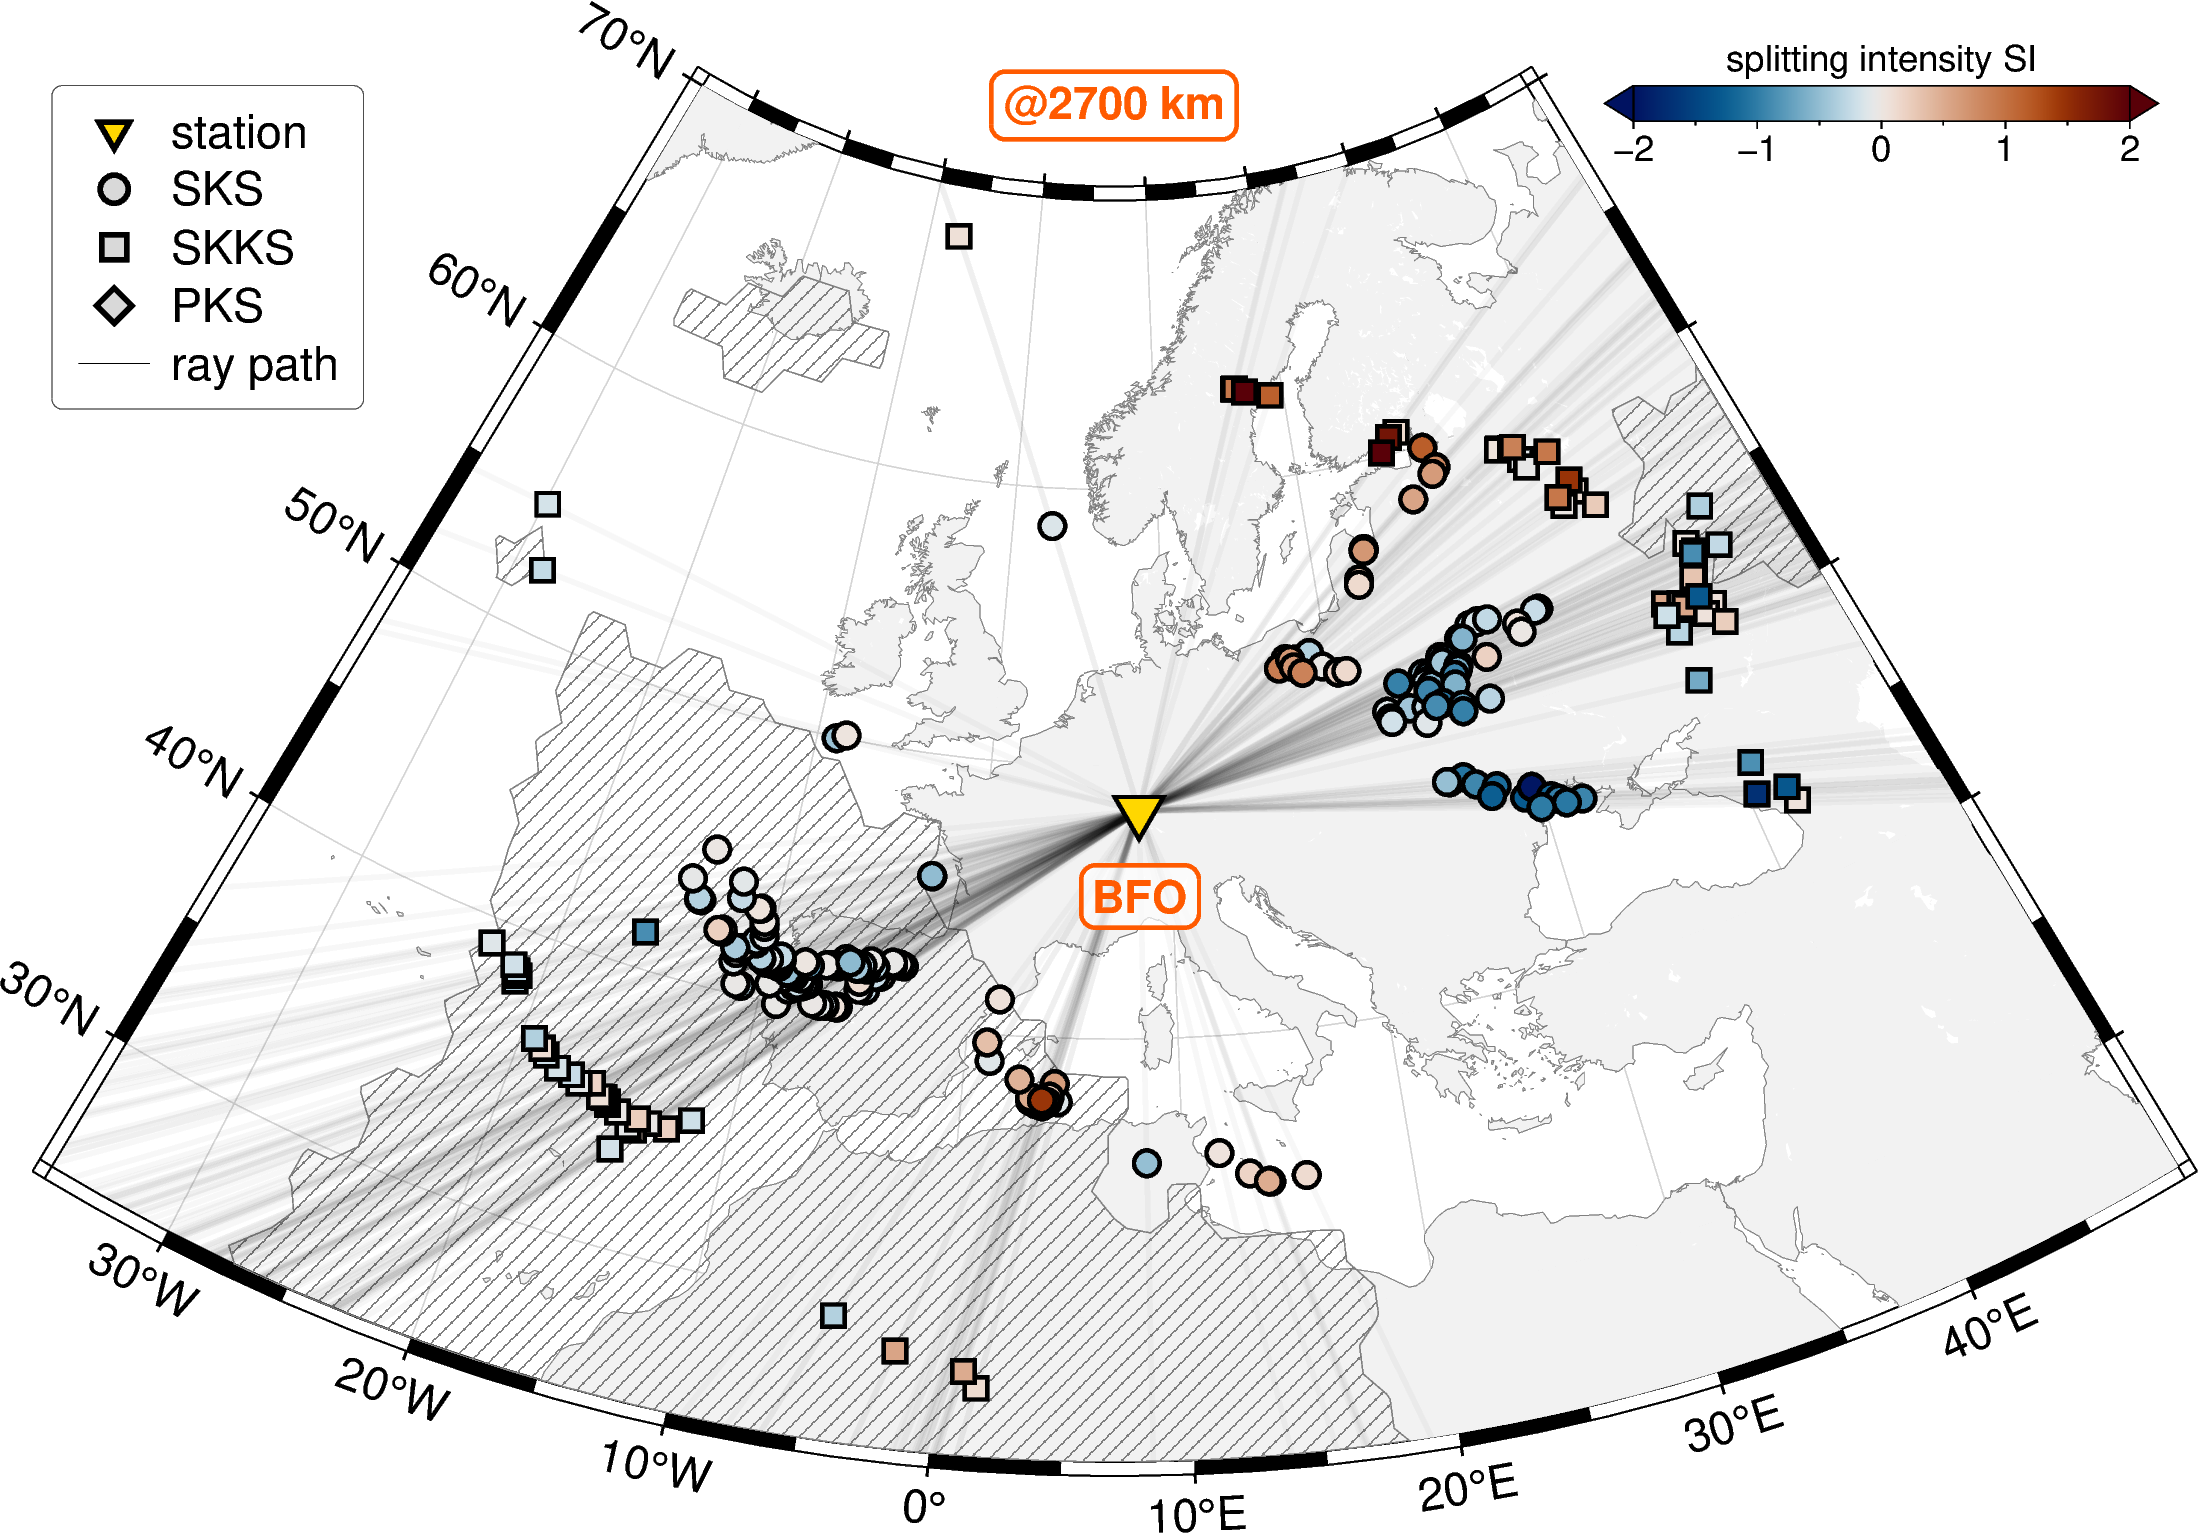 70°N
@2700 km
splitting intensity SI
−2 −1 0 1 2
station
SKS
SKKS
PKS
ray path
60°N
50°N
40°N
BFO
30°N
30°W
20°W
10°W
0°
10°E
20°E
30°E
40°E